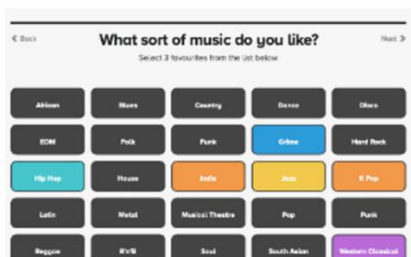 Back
What sort of music do you like?
Next
Select 3 favourites from the list below
African Blues Country Dance Disco
EDM Folk Funk Grime Hard Rock
Hip Hop House Indie Jazz K Pop
Latin Metal Musical Theatre Pop Punk
Reggae R'n'B Soul South Asian Western Classical